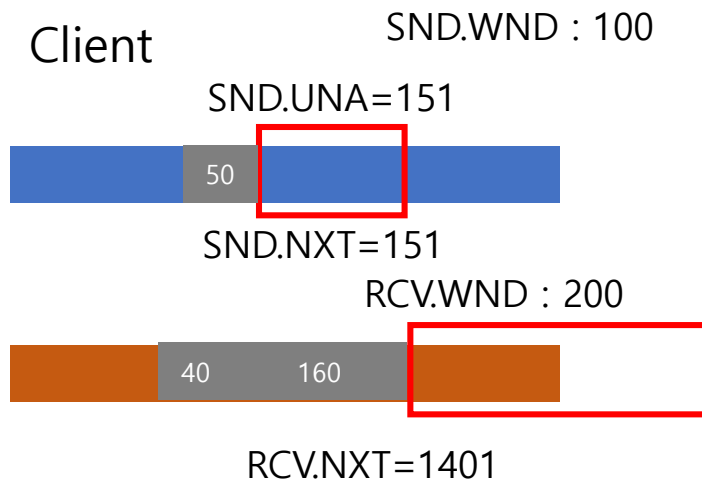 SND.WND : 100
Client
SND.UNA=151
50
SND.NXT=151
RCV.WND : 200
40 160
RCV.NXT=1401